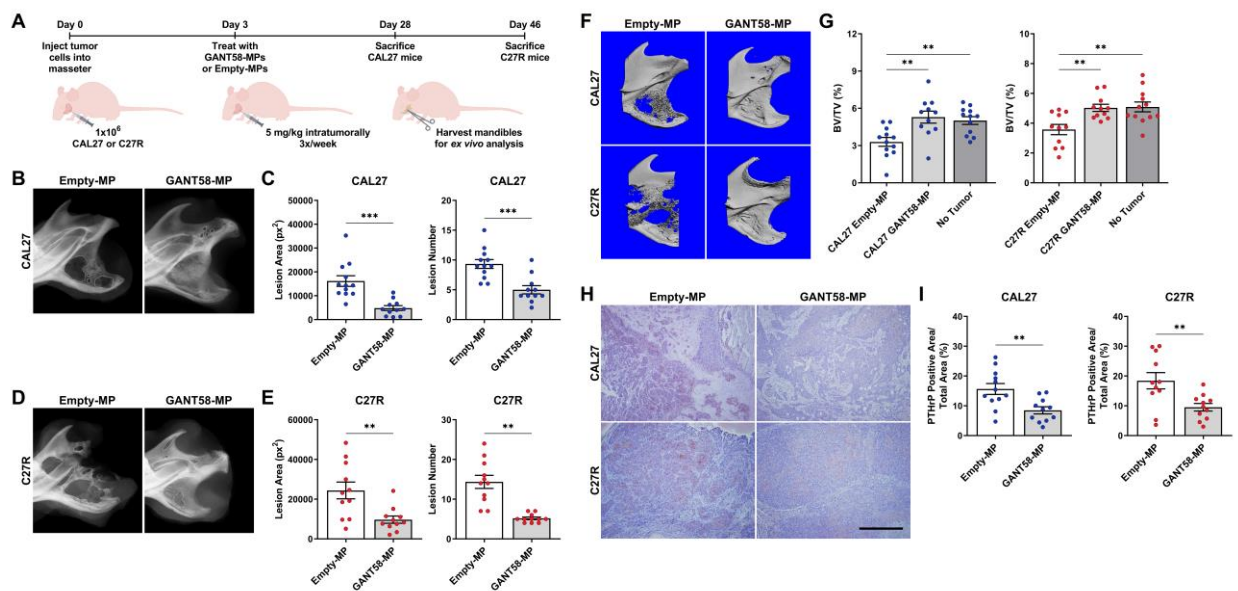 A
Day 0
Day 3
Day 28
Day 46
Inject tumor
cells into
masseter
Treat with
GANT58-MPs
or Empty-MPs
Sacrifice
CAL27 mice
Sacrifice
C27R mice
1x10⁶
CAL27 or C27R
5 mg/kg intratumorally
3x/week
Harvest mandibles
for ex vivo analysis
B
Empty-MP
GANT58-MP
CAL27
C
CAL27
Lesion Area (px²)
50000
40000
30000
20000
10000
0
***
Empty-MP
GANT58-MP
CAL27
Lesion Number
20
15
10
5
0
***
Empty-MP
GANT58-MP
D
Empty-MP
GANT58-MP
C27R
E
C27R
Lesion Area (px²)
60000
40000
20000
0
**
Empty-MP
GANT58-MP
C27R
Lesion Number
30
20
10
0
**
Empty-MP
GANT58-MP
F
Empty-MP
GANT58-MP
CAL27
C27R
G
BV/TV (%)
12
9
6
3
0
**
**
CAL27 Empty-MP
CAL27 GANT58-MP
No Tumor
BV/TV (%)
12
9
6
3
0
**
**
C27R Empty-MP
C27R GANT58-MP
No Tumor
H
Empty-MP
GANT58-MP
CAL27
C27R
I
CAL27
PTHrP Positive Area/
Total Area (%)
40
30
20
10
0
**
Empty-MP
GANT58-MP
C27R
PTHrP Positive Area/
Total Area (%)
40
30
20
10
0
**
Empty-MP
GANT58-MP